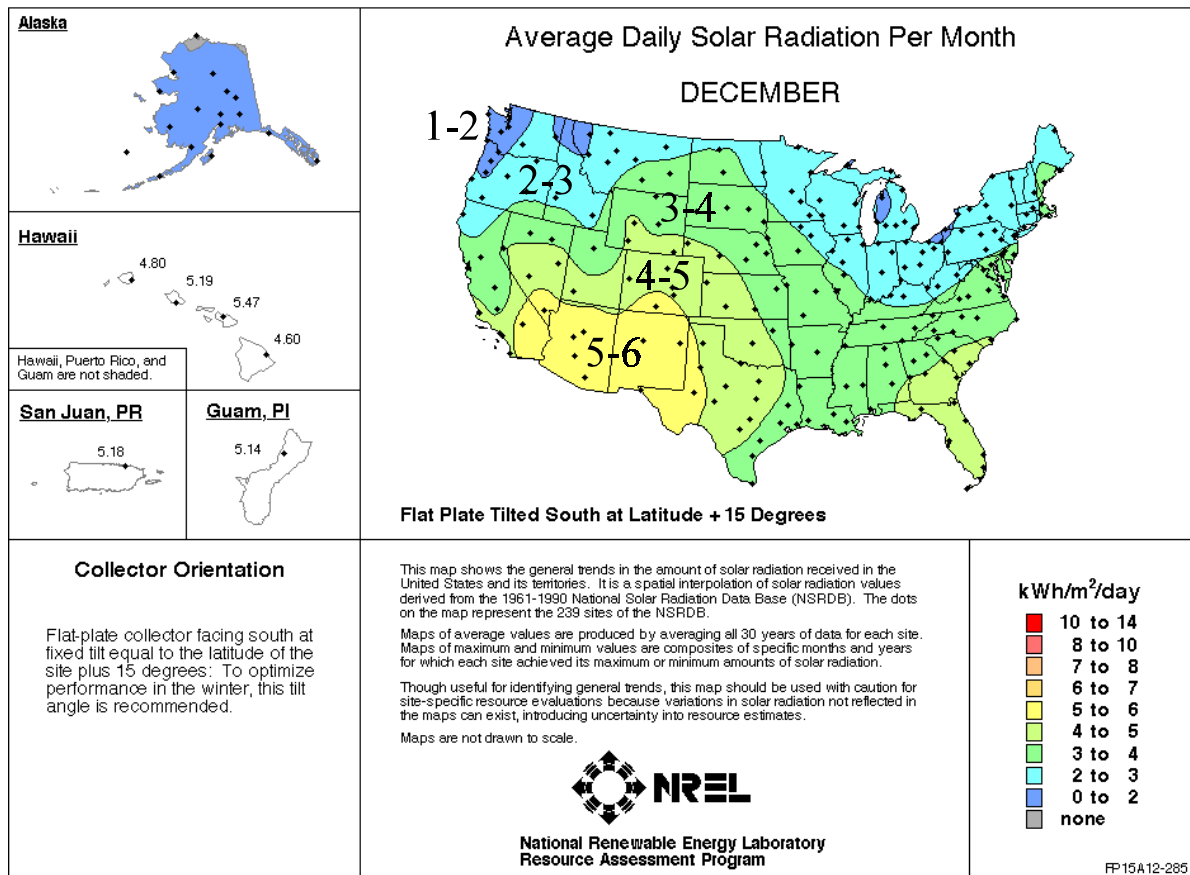 Alaska
Average Daily Solar Radiation Per Month
DECEMBER
1-2
2-3
3-4
4-5
5-6
Hawaii
4.80
5.19
5.47
4.60
Hawaii, Puerto Rico, and
Guam are not shaded.
San Juan, PR
5.18
Guam, PI
5.14
Flat Plate Tilted South at Latitude + 15 Degrees
Collector Orientation
Flat-plate collector facing south at
fixed tilt equal to the latitude of the
site plus 15 degrees: To optimize
performance in the winter, this tilt
angle is recommended.
This map shows the general trends in the amount of solar radiation received in the
United States and its territories. It is a spatial interpolation of solar radiation values
derived from the 1961-1990 National Solar Radiation Data Base (NSRDB). The dots
on the map represent the 239 sites of the NSRDB.
Maps of average values are produced by averaging all 30 years of data for each site.
Maps of maximum and minimum values are composites of specific months and years
for which each site achieved its maximum or minimum amounts of solar radiation.
Though useful for identifying general trends, this map should be used with caution for
site-specific resource evaluations because variations in solar radiation not reflected in
the maps can exist, introducing uncertainty into resource estimates.
Maps are not drawn to scale.
NREL
National Renewable Energy Laboratory
Resource Assessment Program
kWh/m²/day
10 to 14
8 to 10
7 to 8
6 to 7
5 to 6
4 to 5
3 to 4
2 to 3
0 to 2
none
FP15A12-285